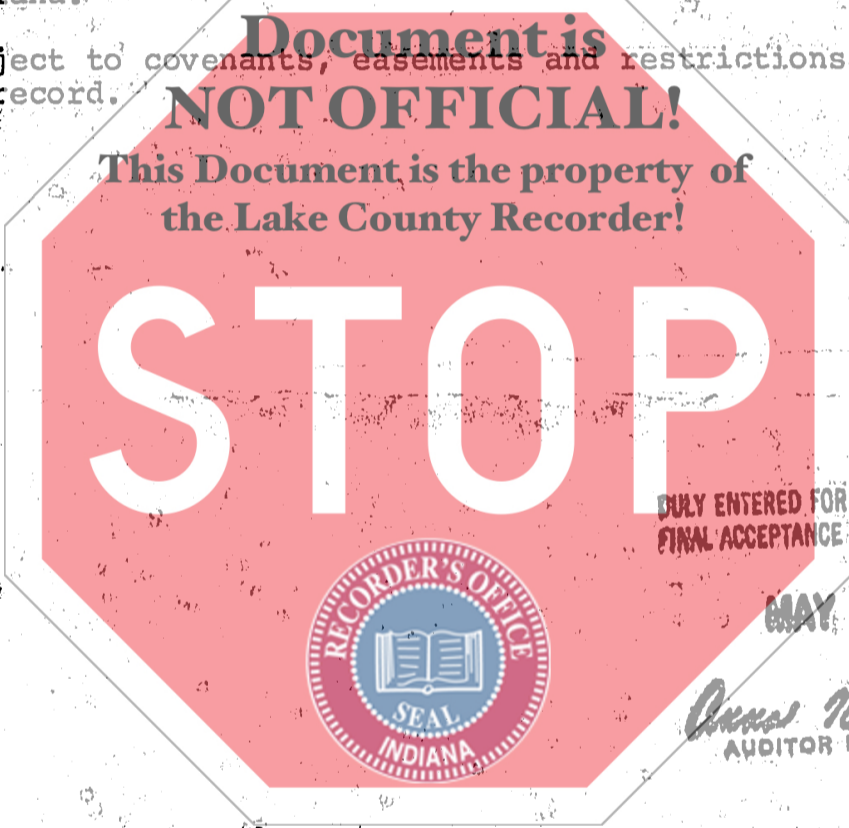 Document is
ject to covenants, easements and restrictions
record.
NOT OFFICIAL!
This Document is the property of
the Lake County Recorder!
STOP
DULY ENTERED FOR
FINAL ACCEPTANCE
RECORDER'S OFFICE
MAY
SEAL
INDIANA
AUDITOR